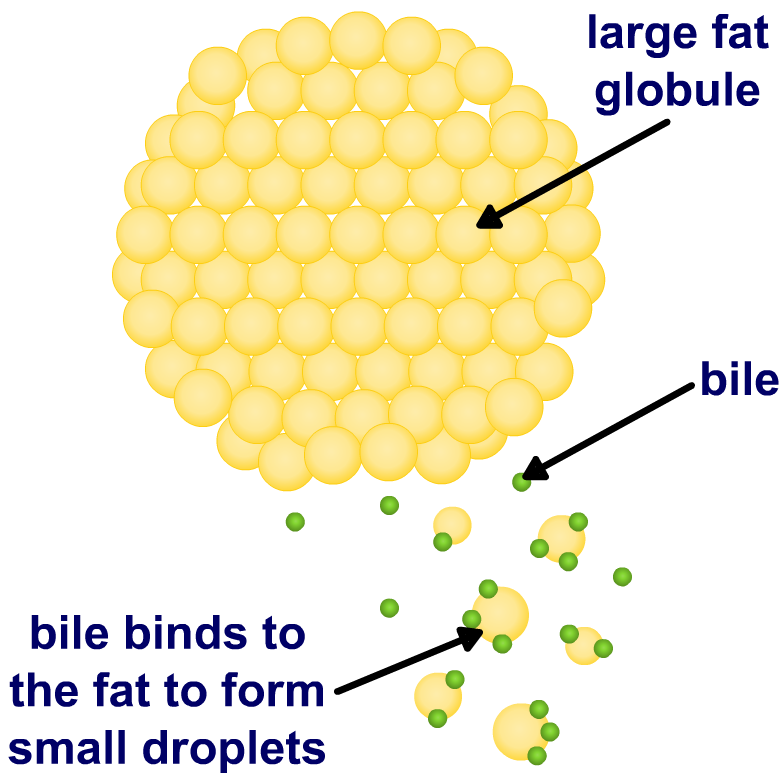 large fat
globule
bile
bile binds to
the fat to form
small droplets